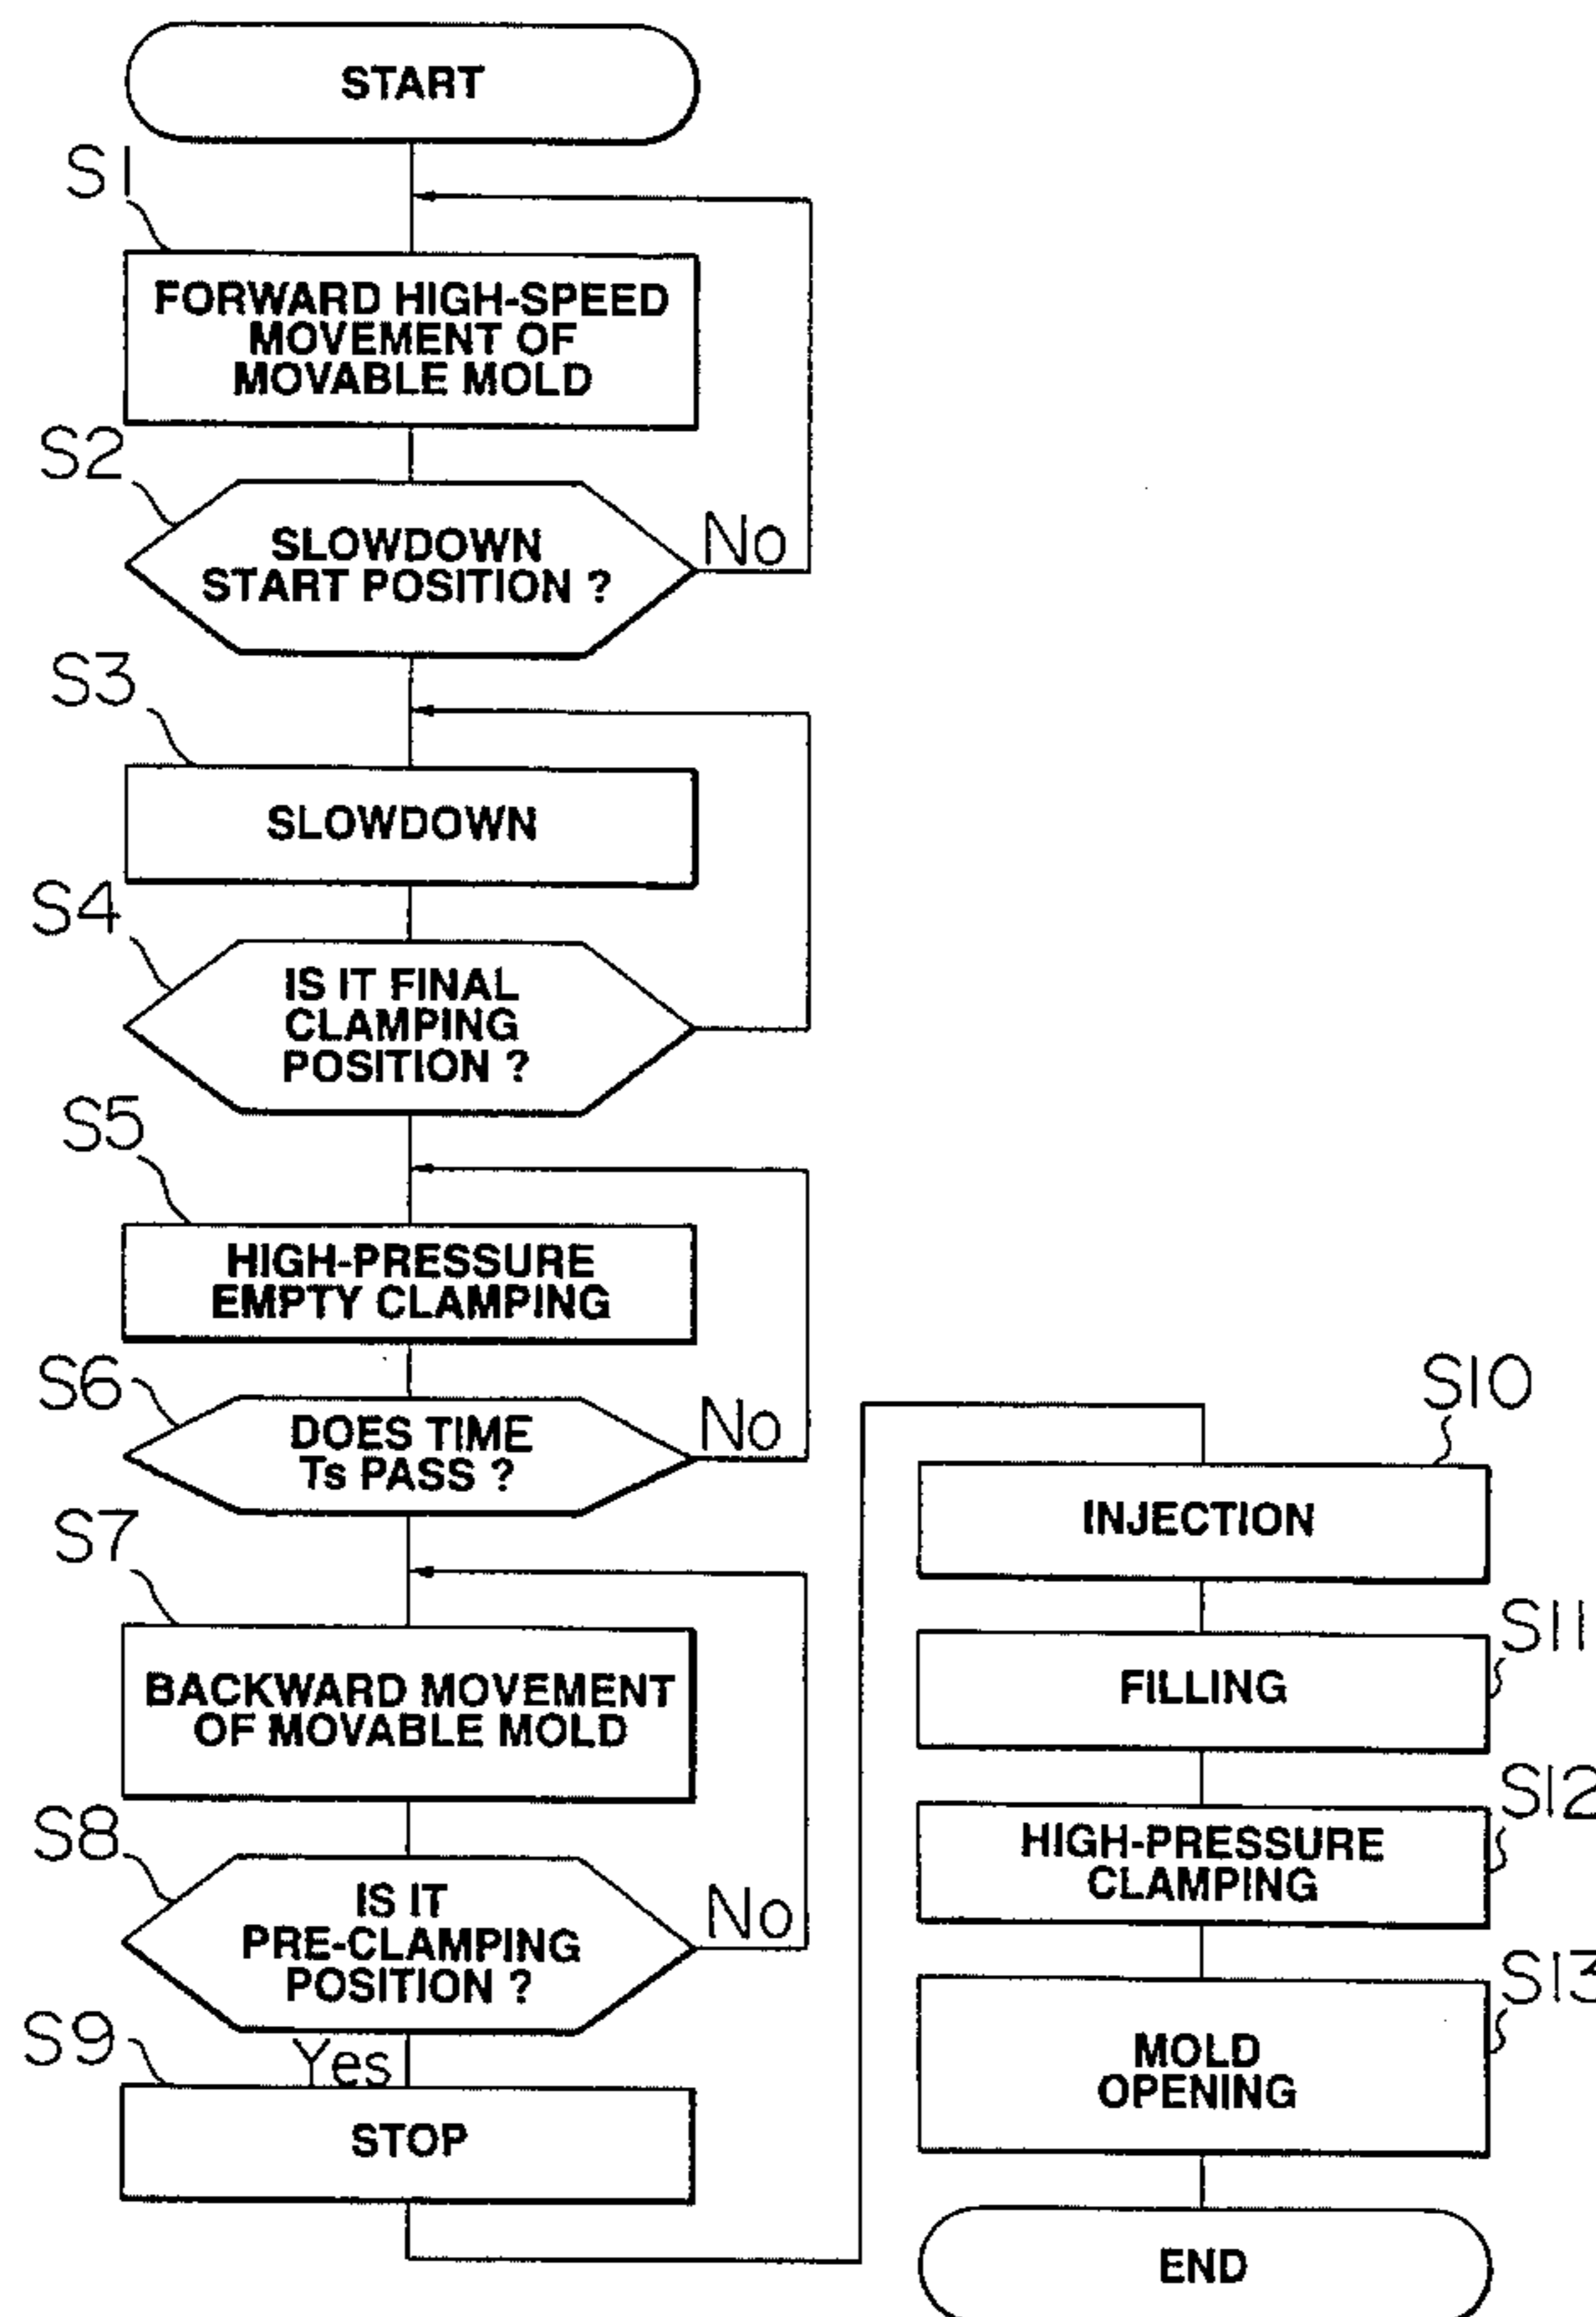 START
S1
FORWARD HIGH-SPEED
MOVEMENT OF
MOVABLE MOLD
S2
SLOWDOWN
START POSITION ?
No
S3
SLOWDOWN
S4
IS IT FINAL
CLAMPING
POSITION ?
S5
HIGH-PRESSURE
EMPTY CLAMPING
S6
DOES TIME
Ts PASS ?
No
S7
BACKWARD MOVEMENT
OF MOVABLE MOLD
S8
IS IT
PRE-CLAMPING
POSITION ?
No
Yes
S9
STOP
S10
INJECTION
S11
FILLING
S12
HIGH-PRESSURE
CLAMPING
S13
MOLD
OPENING
END